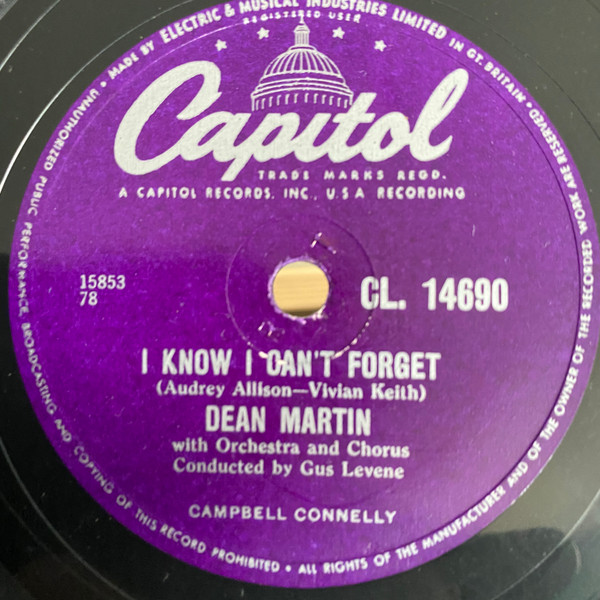 MADE BY ELECTRIC & MUSICAL INDUSTRIES LIMITED IN GT. BRITAIN • ALL RIGHTS OF THE MANUFACTURER AND OF THE OWNER OF THE RECORDED WORK ARE RESERVED •
UNAUTHORIZED PUBLIC PERFORMANCE, BROADCASTING AND COPYING OF THIS RECORD PROHIBITED •
REGISTERED USER
Capitol
TRADE MARKS REGD.
A CAPITOL RECORDS, INC., U.S.A RECORDING
15853
78
CL. 14690
I KNOW I CAN'T FORGET
(Audrey Allison—Vivian Keith)
DEAN MARTIN
with Orchestra and Chorus
Conducted by Gus Levene
CAMPBELL CONNELLY